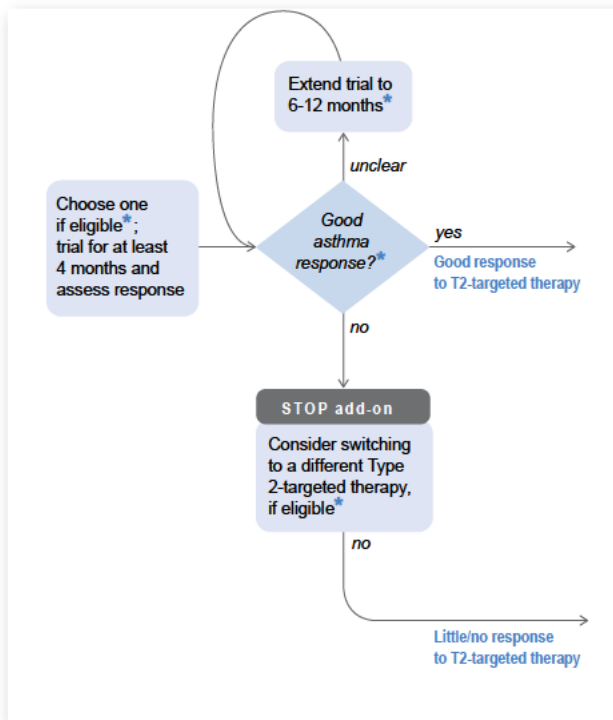 Extend trial to
6-12 months*
unclear
Choose one
if eligible*;
trial for at least
4 months and
assess response
Good
asthma
response?*
yes
Good response
to T2-targeted therapy
no
STOP add-on
Consider switching
to a different Type
2-targeted therapy,
if eligible*
no
Little/no response
to T2-targeted therapy